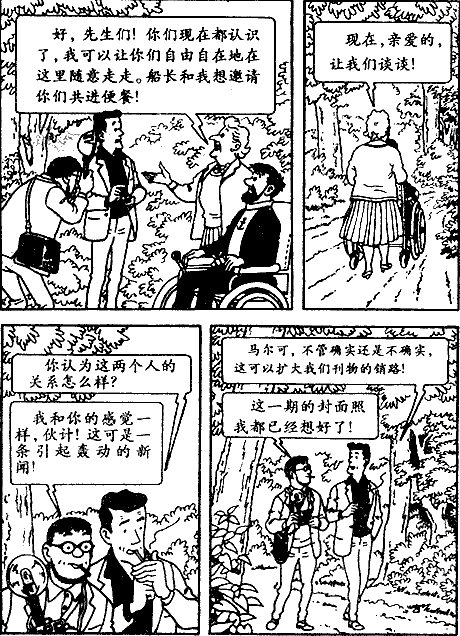 好，先生们！你们现在都认识
了，我可以让你们自由自在地在
这里随意走走。船长和我想邀请
你们共进便餐！
现在，亲爱的，
让我们谈谈！
你认为这两个人的
关系怎么样？
我和你的感觉一
样，伙计！这可是一
条引起轰动的新
闻！
马尔可，不管确实还是不确实，
这可以扩大我们刊物的销路！
这一期的封面照
我都已经想好了！